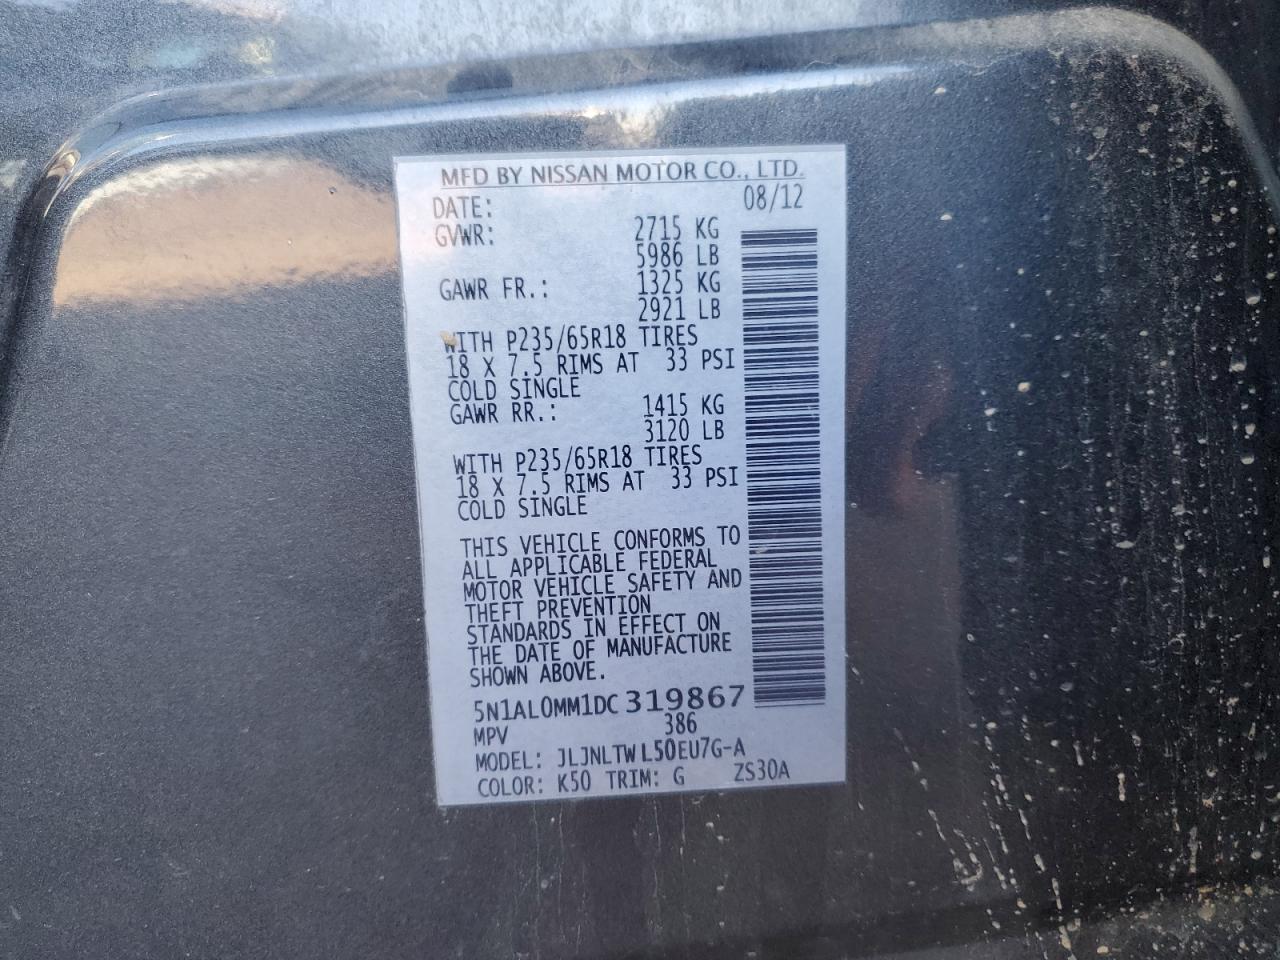 MFD BY NISSAN MOTOR CO., LTD.
DATE: 08/12
GVWR: 2715 KG
5986 LB
GAWR FR.: 1325 KG
2921 LB
WITH P235/65R18 TIRES
18 X 7.5 RIMS AT 33 PSI
COLD SINGLE
GAWR RR.: 1415 KG
3120 LB
WITH P235/65R18 TIRES
18 X 7.5 RIMS AT 33 PSI
COLD SINGLE
THIS VEHICLE CONFORMS TO
ALL APPLICABLE FEDERAL
MOTOR VEHICLE SAFETY AND
THEFT PREVENTION
STANDARDS IN EFFECT ON
THE DATE OF MANUFACTURE
SHOWN ABOVE.
5N1AL0MM1DC319867
MPV 386
MODEL: JLJNLTWL50EU7G-A
COLOR: K50 TRIM: G ZS30A